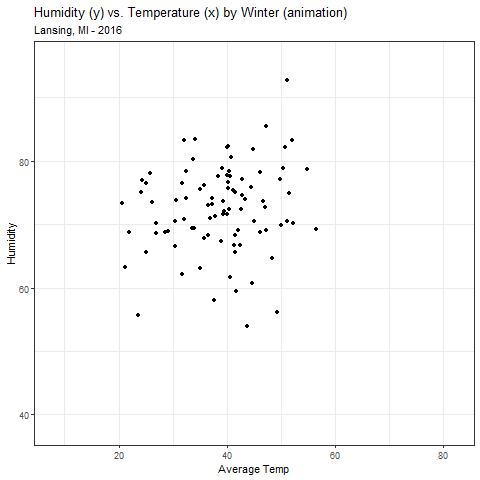 Humidity (y) vs. Temperature (x) by Winter (animation)
Lansing, MI - 2016
80
60
40
Humidity
20 40 60 80
Average Temp